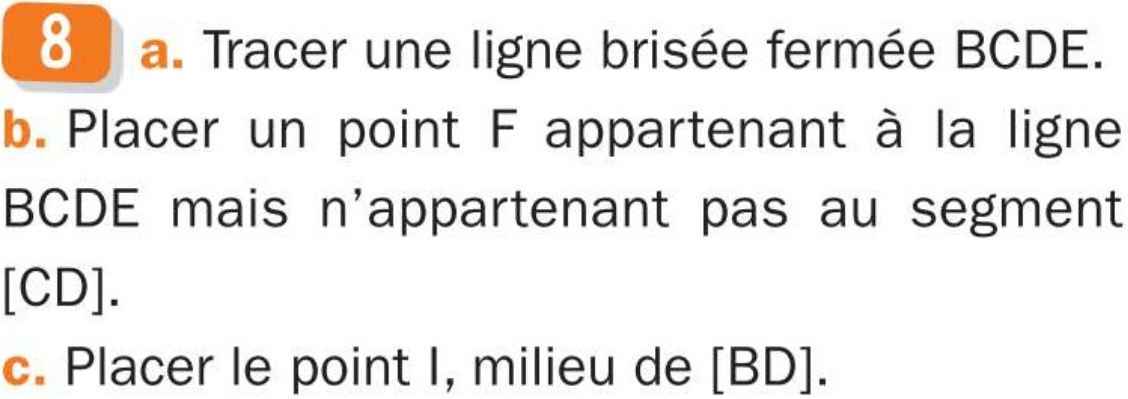 8 a. Tracer une ligne brisée fermée BCDE.
b. Placer un point F appartenant à la ligne
BCDE mais n'appartenant pas au segment
[CD].
c. Placer le point I, milieu de [BD].